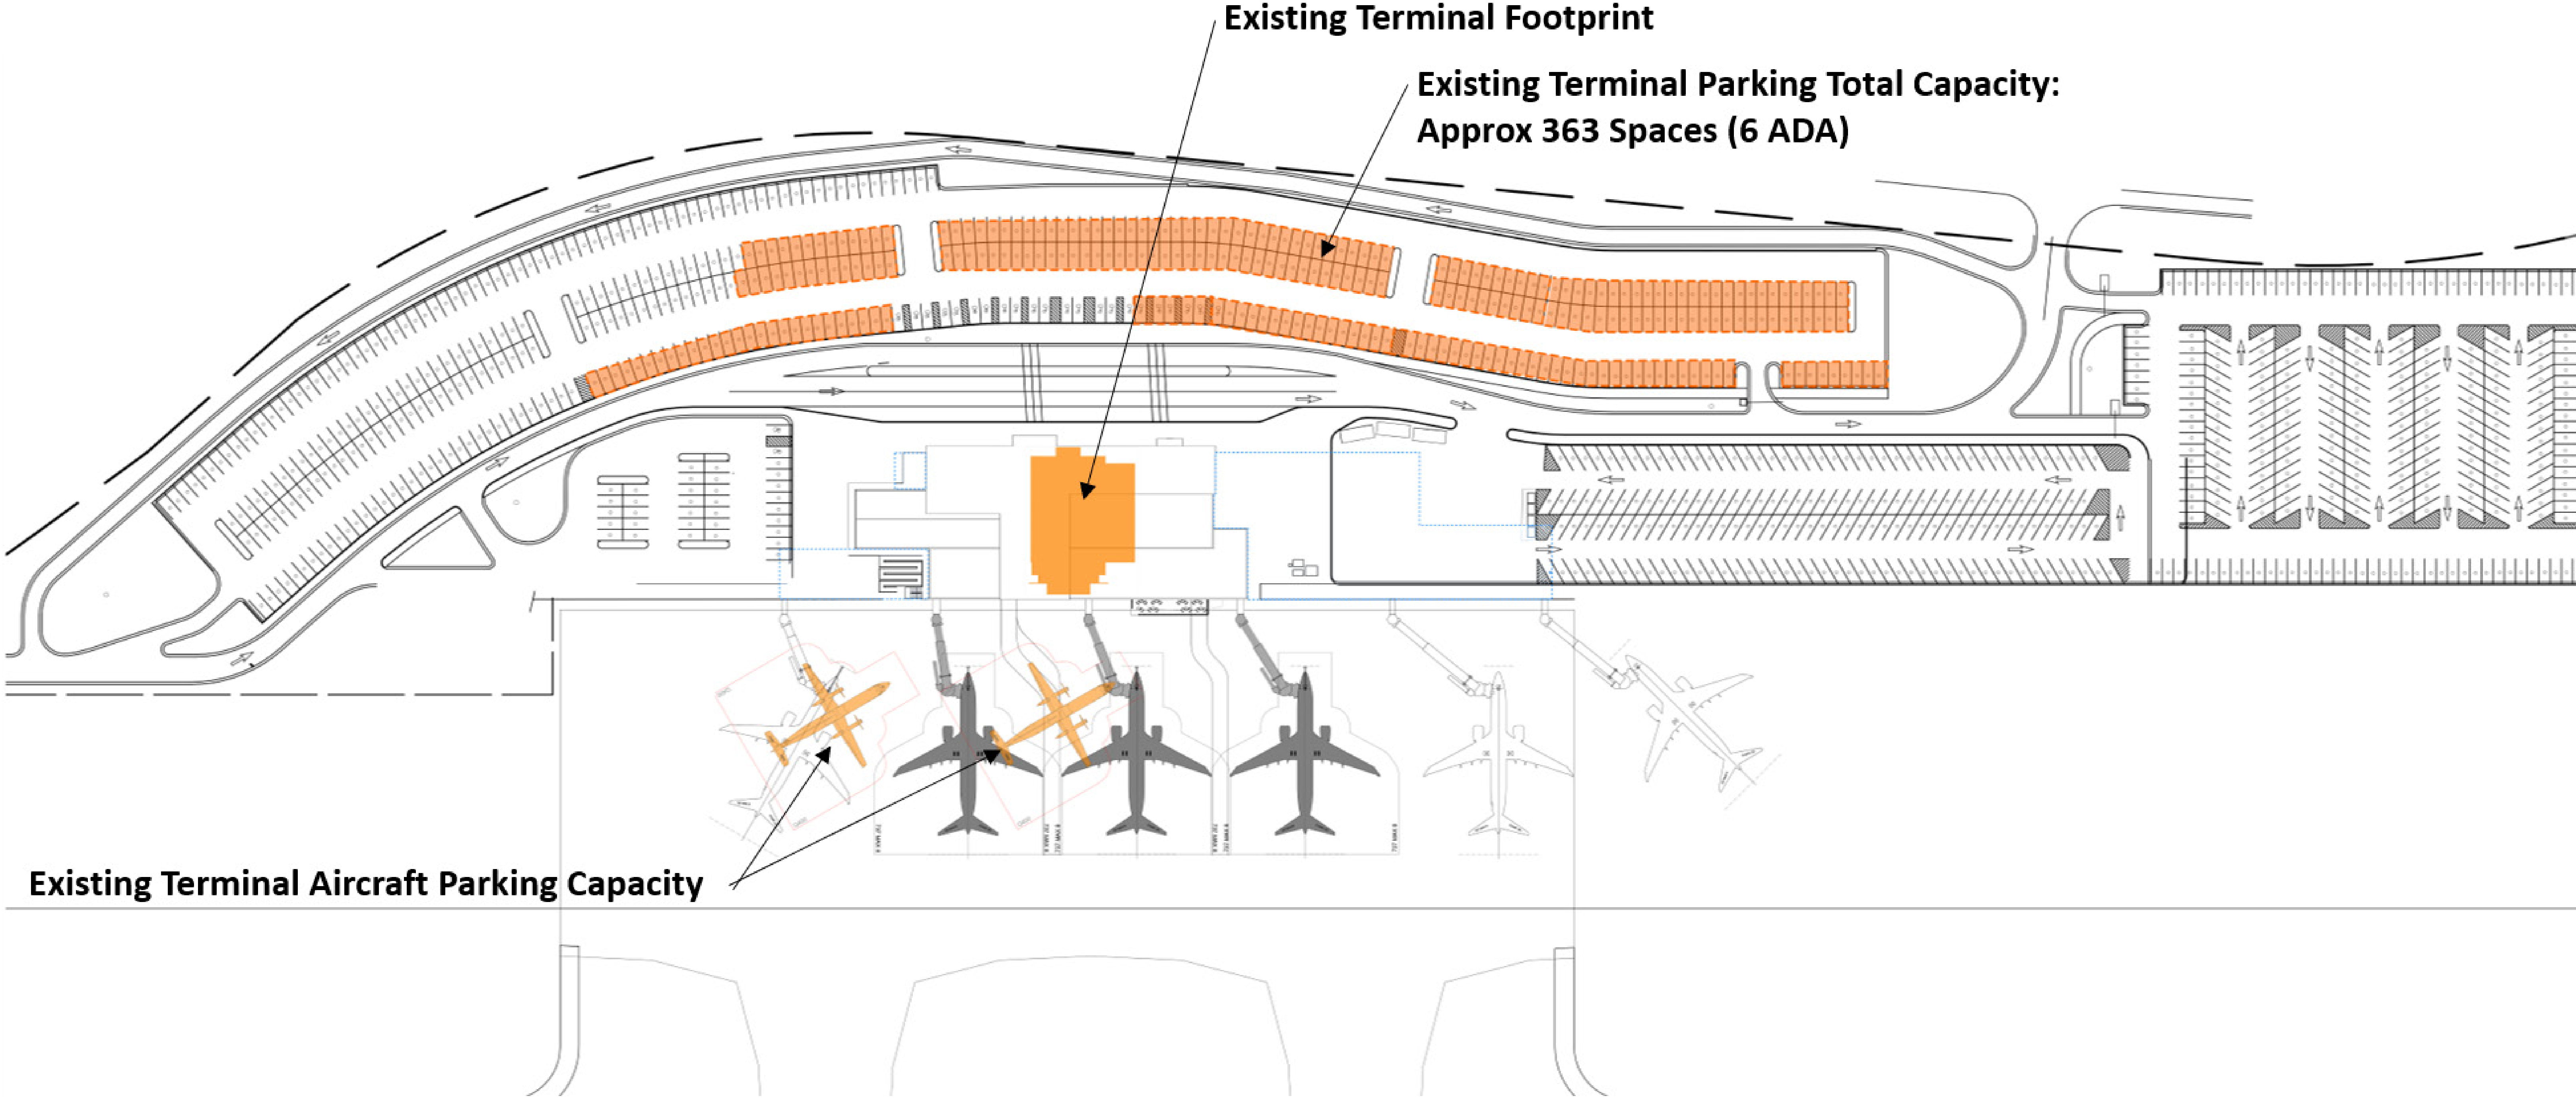 Existing Terminal Footprint
Existing Terminal Parking Total Capacity:
Approx 363 Spaces (6 ADA)
Existing Terminal Aircraft Parking Capacity